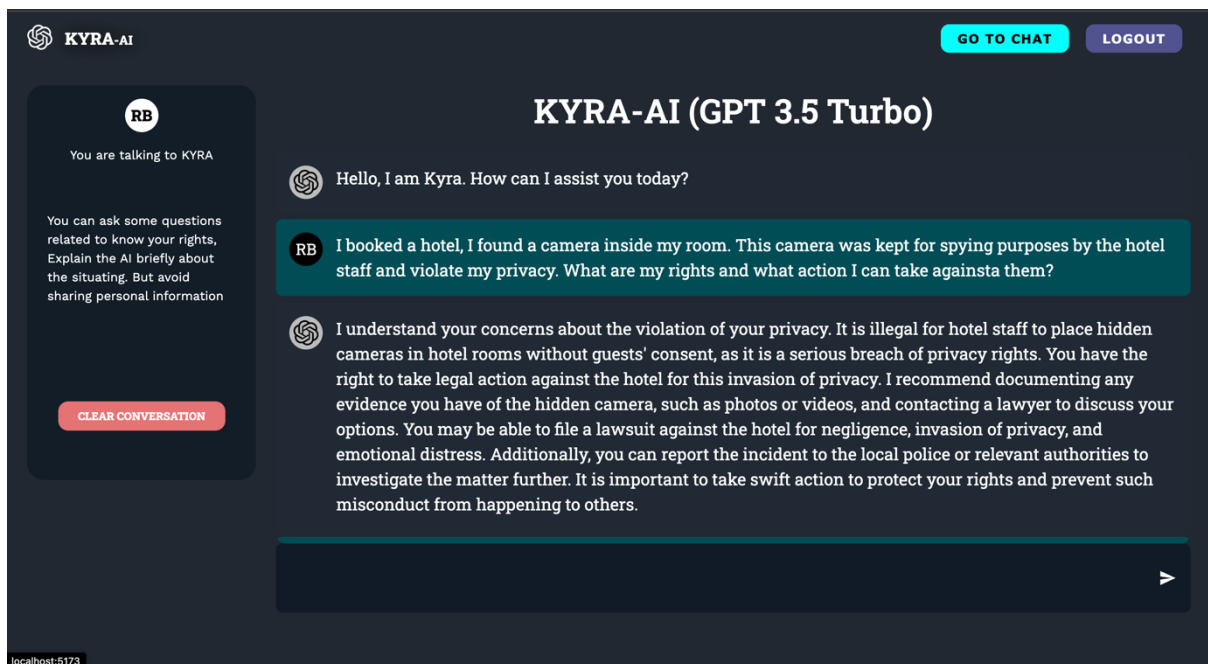 KYRA-AI
GO TO CHAT
LOGOUT
RB
You are talking to KYRA
You can ask some questions
related to know your rights,
Explain the AI briefly about
the situating. But avoid
sharing personal information
CLEAR CONVERSATION
KYRA-AI (GPT 3.5 Turbo)
Hello, I am Kyra. How can I assist you today?
RB
I booked a hotel, I found a camera inside my room. This camera was kept for spying purposes by the hotel
staff and violate my privacy. What are my rights and what action I can take againsta them?
I understand your concerns about the violation of your privacy. It is illegal for hotel staff to place hidden
cameras in hotel rooms without guests' consent, as it is a serious breach of privacy rights. You have the
right to take legal action against the hotel for this invasion of privacy. I recommend documenting any
evidence you have of the hidden camera, such as photos or videos, and contacting a lawyer to discuss your
options. You may be able to file a lawsuit against the hotel for negligence, invasion of privacy, and
emotional distress. Additionally, you can report the incident to the local police or relevant authorities to
investigate the matter further. It is important to take swift action to protect your rights and prevent such
misconduct from happening to others.
localhost:5173